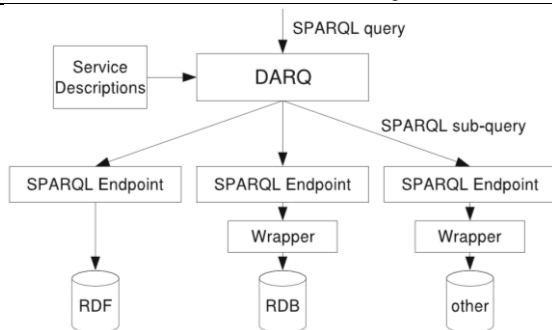 SPARQL query
Service
Descriptions
DARQ
SPARQL sub-query
SPARQL Endpoint
SPARQL Endpoint
SPARQL Endpoint
Wrapper
Wrapper
RDF
RDB
other